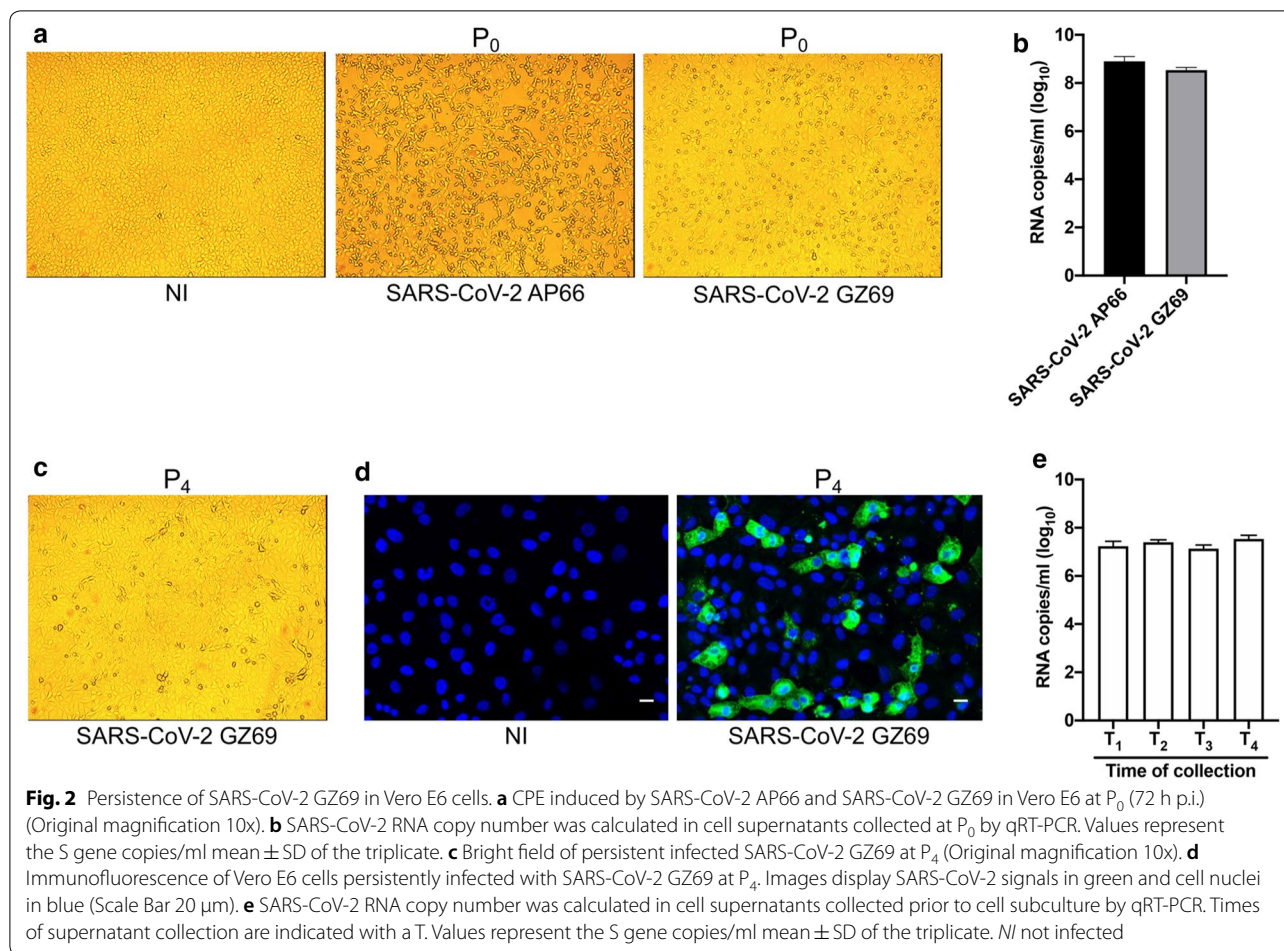 a
P₀
P₀
NI
SARS-CoV-2 AP66
SARS-CoV-2 GZ69
b
RNA copies/ml (log₁₀)
10
8
6
4
2
0
SARS-CoV-2 AP66
SARS-CoV-2 GZ69
c
P₄
SARS-CoV-2 GZ69
d
P₄
NI
SARS-CoV-2 GZ69
e
RNA copies/ml (log₁₀)
10
8
6
4
2
0
T₁ T₂ T₃ T₄
Time of collection
Fig. 2 Persistence of SARS-CoV-2 GZ69 in Vero E6 cells. a CPE induced by SARS-CoV-2 AP66 and SARS-CoV-2 GZ69 in Vero E6 at P₀ (72 h p.i.)
(Original magnification 10x). b SARS-CoV-2 RNA copy number was calculated in cell supernatants collected at P₀ by qRT-PCR. Values represent
the S gene copies/ml mean ± SD of the triplicate. c Bright field of persistent infected SARS-CoV-2 GZ69 at P₄ (Original magnification 10x). d
Immunofluorescence of Vero E6 cells persistently infected with SARS-CoV-2 GZ69 at P₄. Images display SARS-CoV-2 signals in green and cell nuclei
in blue (Scale Bar 20 μm). e SARS-CoV-2 RNA copy number was calculated in cell supernatants collected prior to cell subculture by qRT-PCR. Times
of supernatant collection are indicated with a T. Values represent the S gene copies/ml mean ± SD of the triplicate. NI not infected